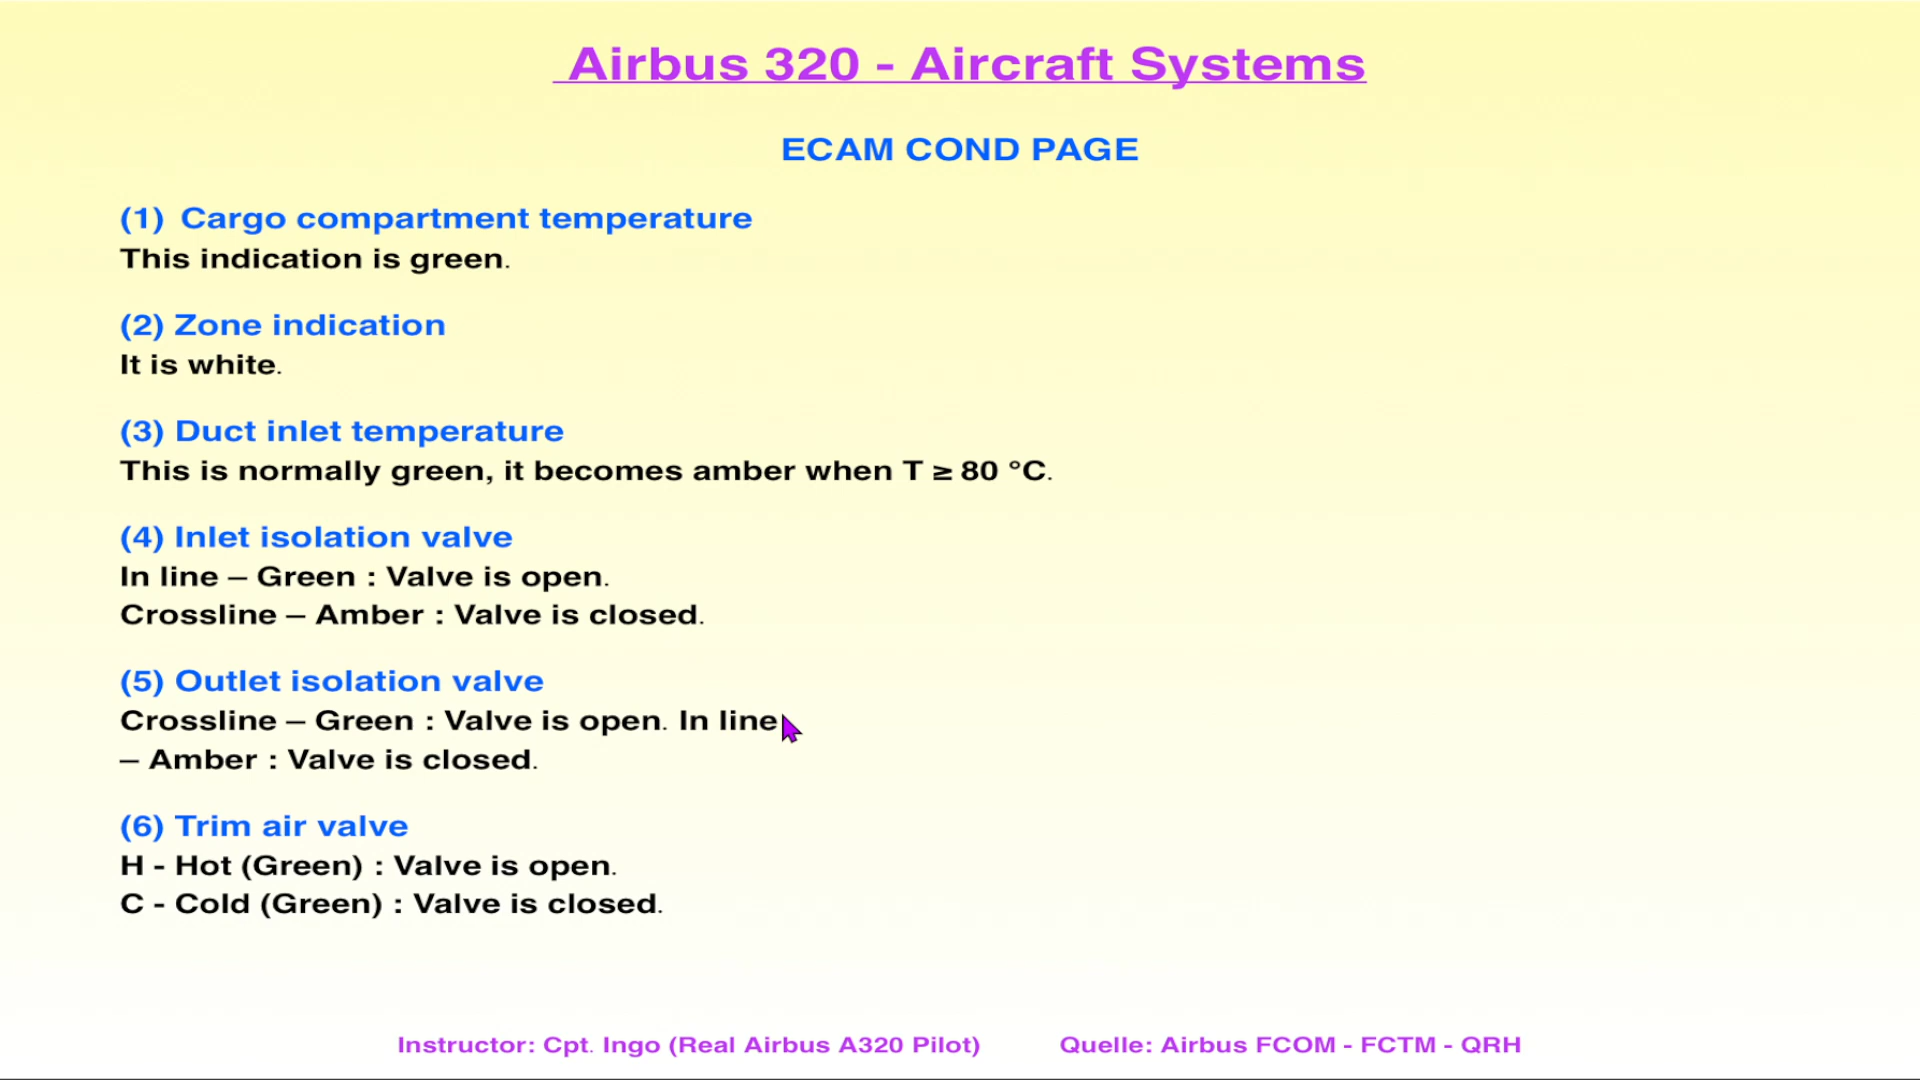 Airbus 320 - Aircraft Systems
ECAM COND PAGE
(1) Cargo compartment temperature
This indication is green.
(2) Zone indication
It is white.
(3) Duct inlet temperature
This is normally green, it becomes amber when T ≥ 80 °C.
(4) Inlet isolation valve
In line – Green : Valve is open.
Crossline – Amber : Valve is closed.
(5) Outlet isolation valve
Crossline – Green : Valve is open. In line
– Amber : Valve is closed.
(6) Trim air valve
H - Hot (Green) : Valve is open.
C - Cold (Green) : Valve is closed.
Instructor: Cpt. Ingo (Real Airbus A320 Pilot) Quelle: Airbus FCOM - FCTM - QRH